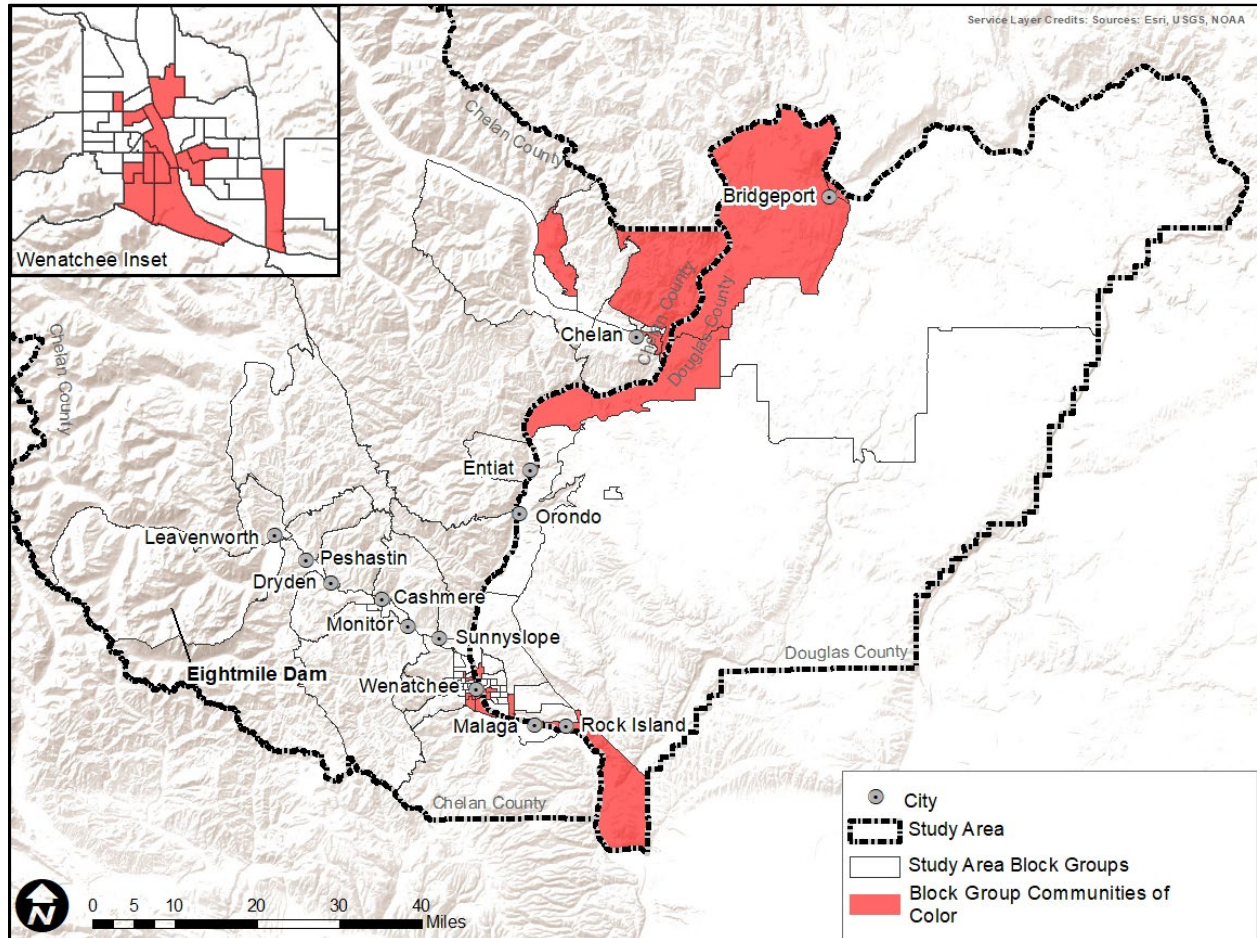 Service Layer Credits: Sources: Esri, USGS, NOAA
Wenatchee Inset
Chelan County
Bridgeport
Chelan County
Chelan
Chelan County
Douglas County
Entiat
Orondo
Leavenworth
Peshastin
Dryden
Cashmere
Monitor
Sunnyslope
Eightmile Dam
Wenatchee
Douglas County
Malaga
Rock Island
Chelan County
City
Study Area
Study Area Block Groups
Block Group Communities of
Color
N
0 5 10 20 30 40
Miles